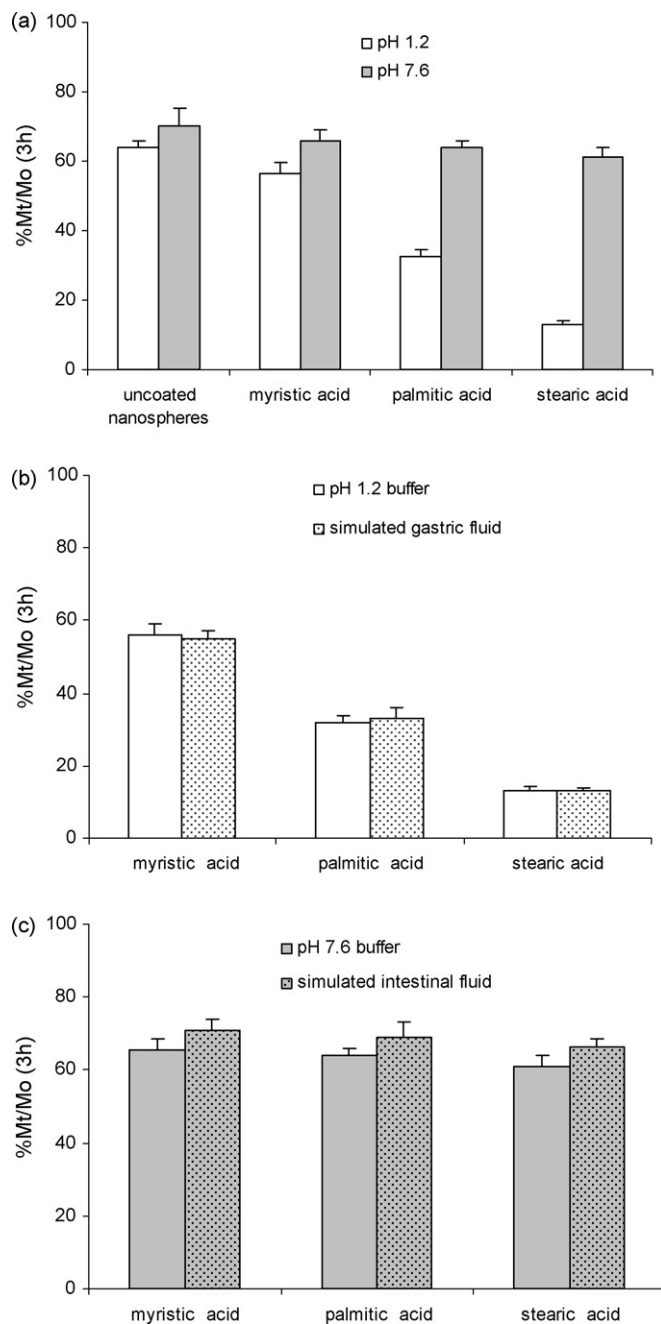 (a)
100
80
60
40
20
0
%Mt/Mo (3h)
pH 1.2
pH 7.6
uncoated nanospheres
myristic acid
palmitic acid
stearic acid
(b)
100
80
60
40
20
0
%Mt/Mo (3h)
pH 1.2 buffer
simulated gastric fluid
myristic acid
palmitic acid
stearic acid
(c)
100
80
60
40
20
0
%Mt/Mo (3h)
pH 7.6 buffer
simulated intestinal fluid
myristic acid
palmitic acid
stearic acid